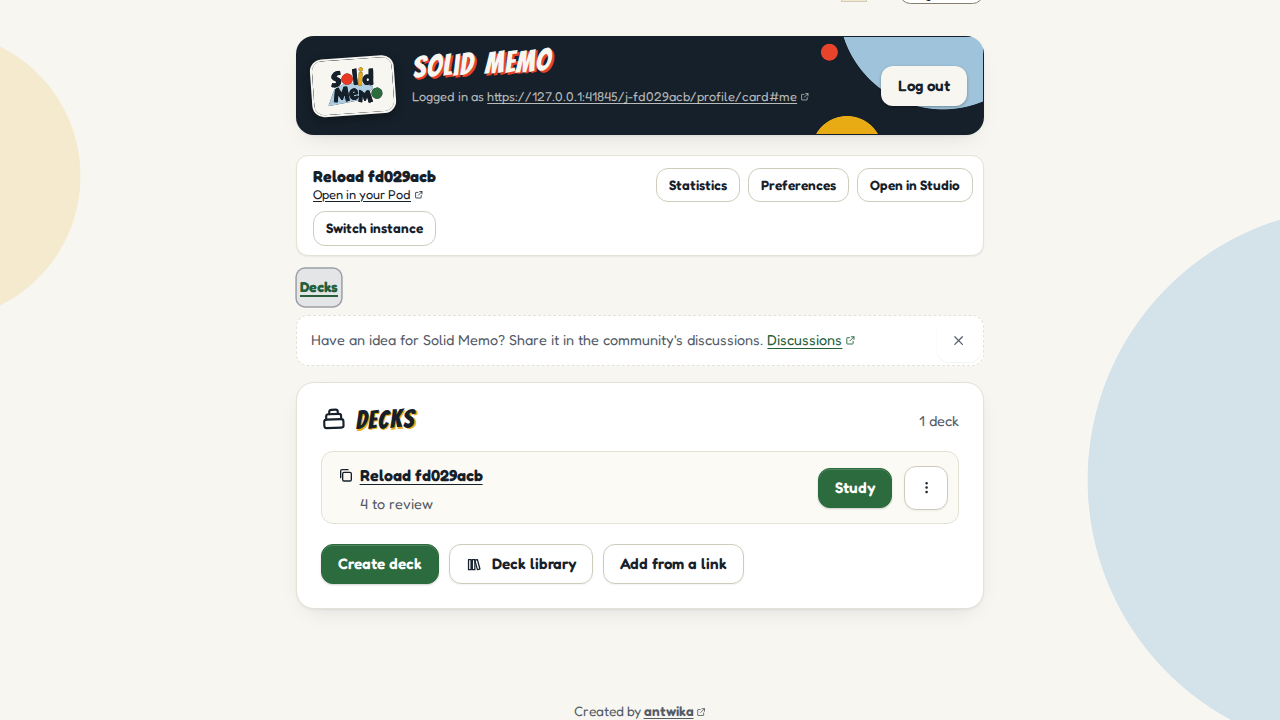 Solid Memo
SOLID MEMO
Logged in as https://127.0.0.1:41845/j-fd029acb/profile/card#me
Log out
Reload fd029acb
Open in your Pod
Statistics
Preferences
Open in Studio
Switch instance
Decks
Have an idea for Solid Memo? Share it in the community's discussions. Discussions
DECKS
1 deck
Reload fd029acb
4 to review
Study
Create deck
Deck library
Add from a link
Created by antwika